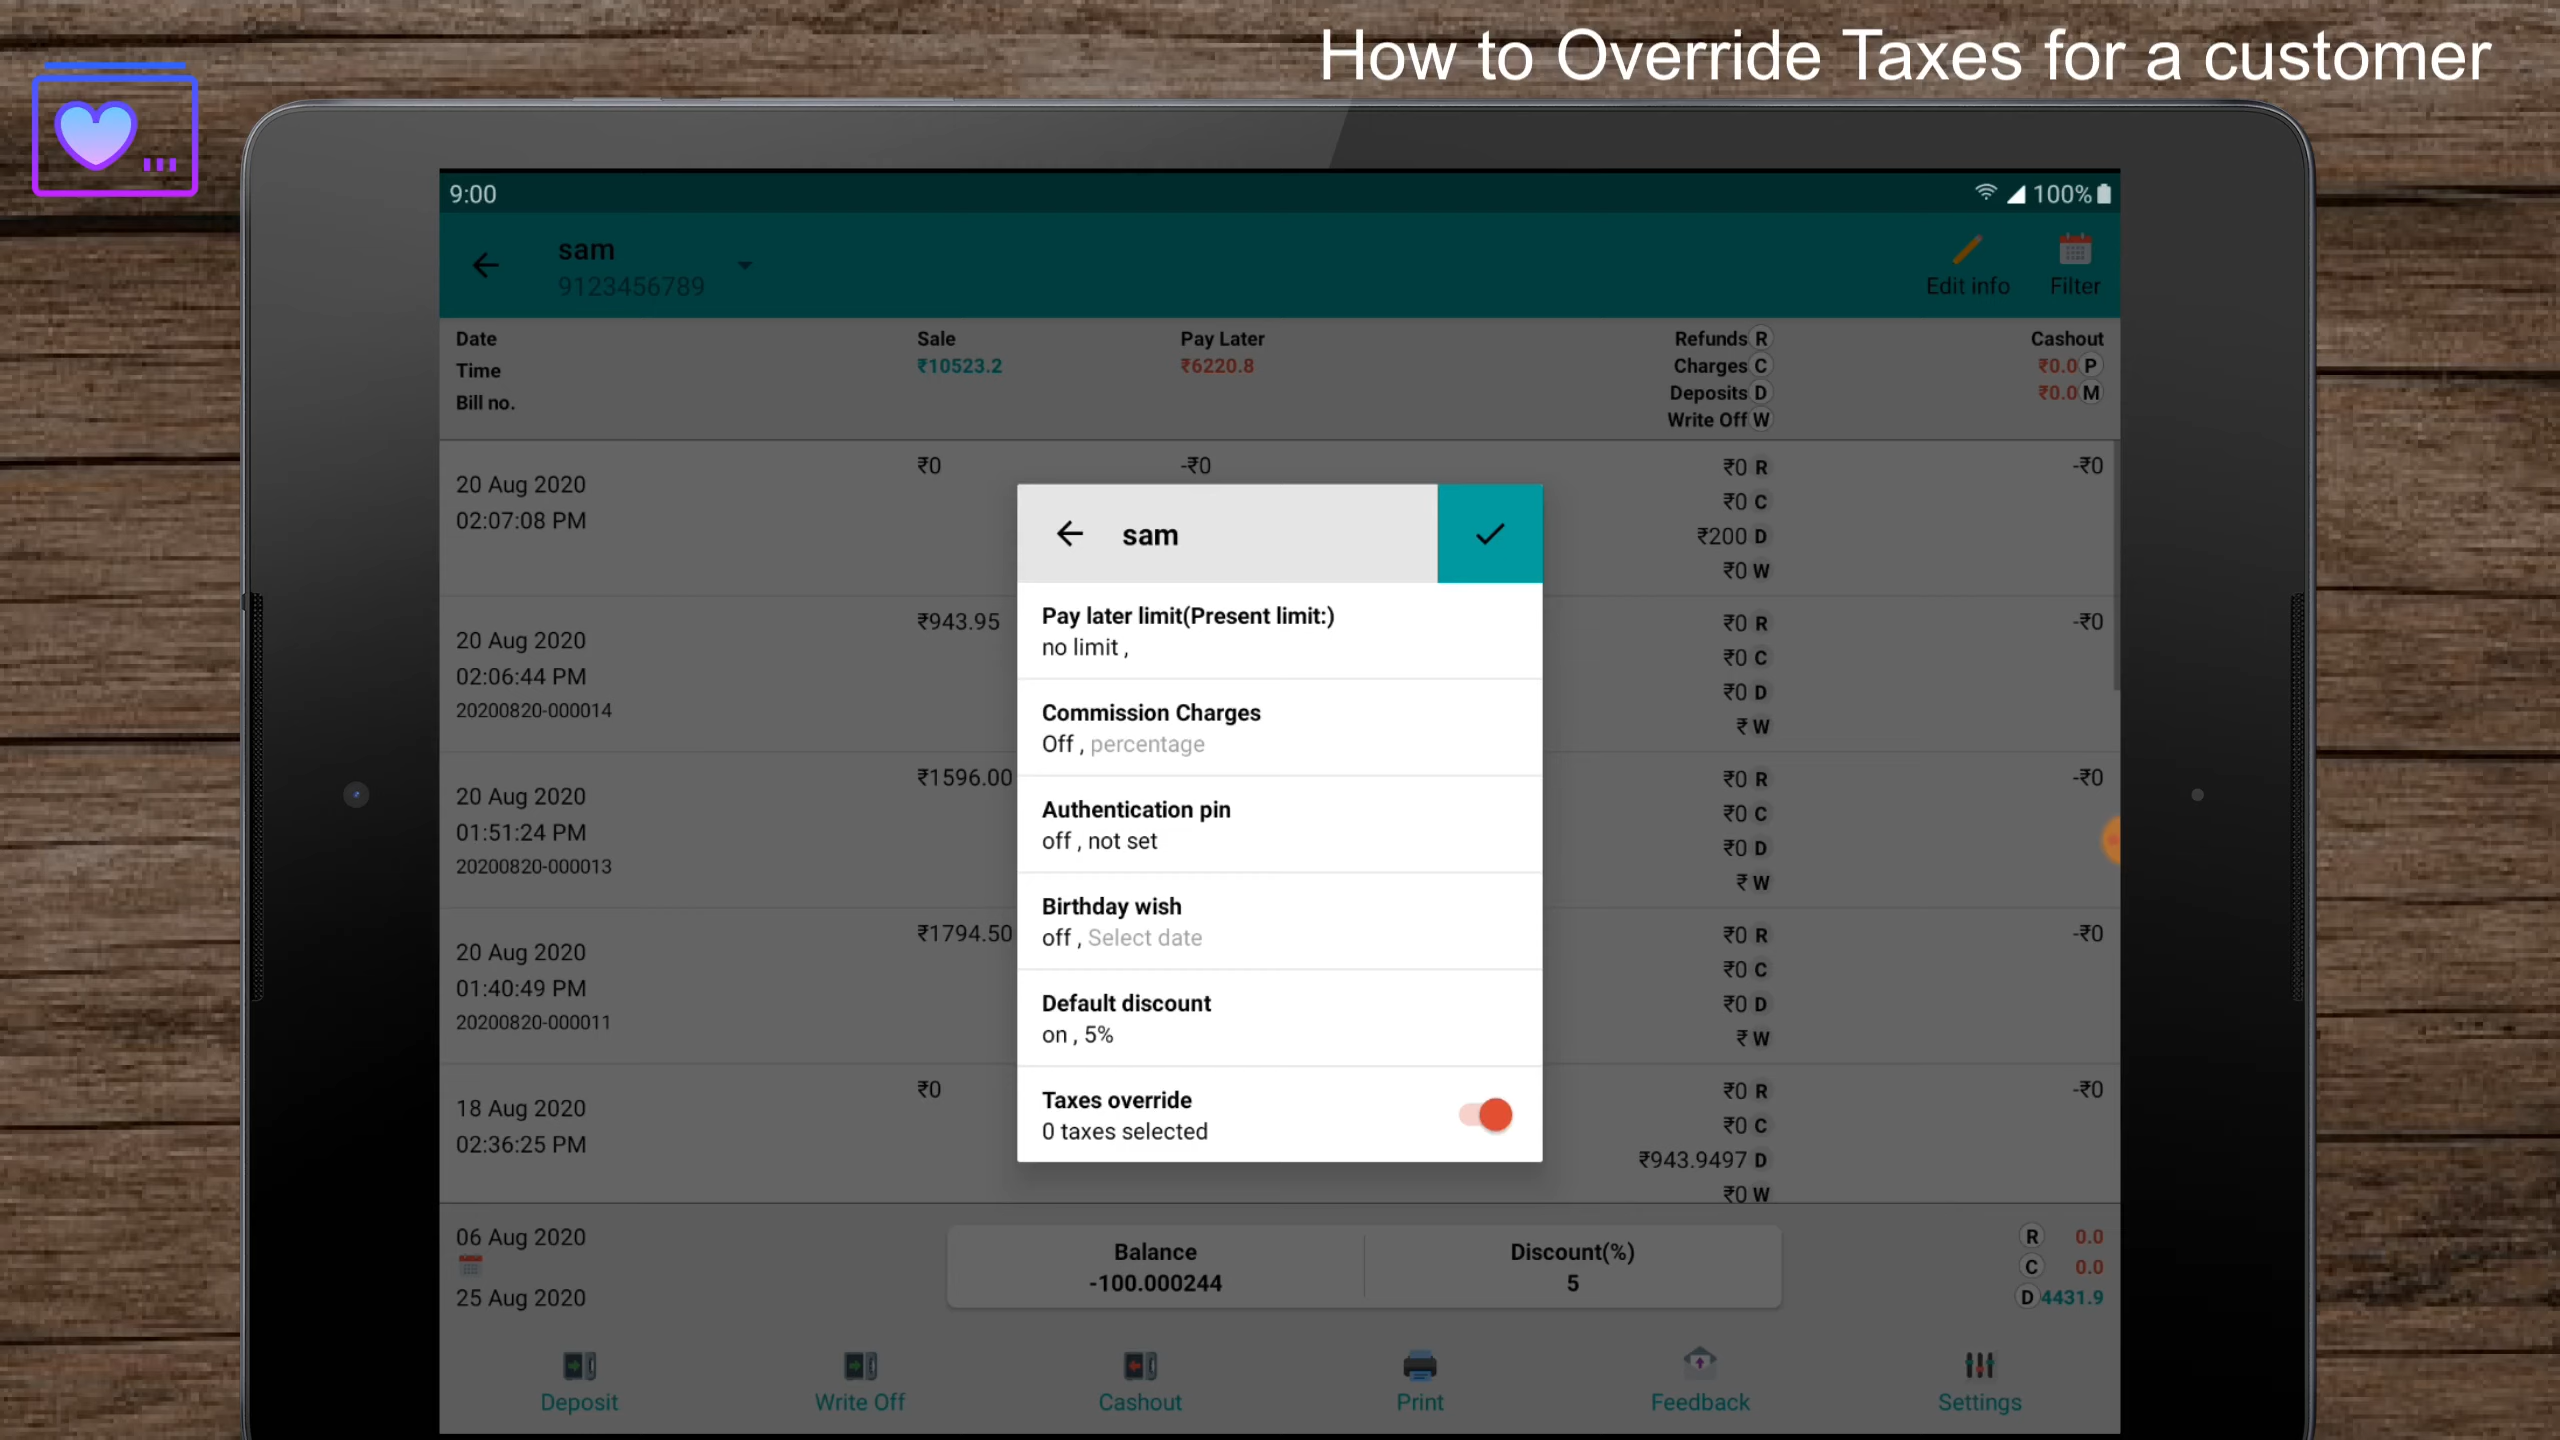 How to Override Taxes for a customer
9:00
100%
sam
9123456789
Edit info
Filter
Date
Time
Bill no.
Sale
₹10523.2
Pay Later
₹6220.8
Refunds R
Charges C
Deposits D
Write Off W
Cashout
₹0.0 P
₹0.0 M
20 Aug 2020
02:07:08 PM
₹0
-₹0
₹0 R
₹0 C
₹200 D
₹0 W
-₹0
20 Aug 2020
02:06:44 PM
20200820-000014
₹943.95
₹0 R
₹0 C
₹0 D
₹ W
-₹0
20 Aug 2020
01:51:24 PM
20200820-000013
₹1596.00
₹0 R
₹0 C
₹0 D
₹ W
-₹0
20 Aug 2020
01:40:49 PM
20200820-000011
₹1794.50
₹0 R
₹0 C
₹0 D
₹ W
-₹0
18 Aug 2020
02:36:25 PM
₹0
₹0 R
₹0 C
₹943.9497 D
₹0 W
-₹0
sam
Pay later limit(Present limit:)
no limit ,
Commission Charges
Off , percentage
Authentication pin
off , not set
Birthday wish
off , Select date
Default discount
on , 5%
Taxes override
0 taxes selected
06 Aug 2020
25 Aug 2020
Balance
-100.000244
Discount(%)
5
R 0.0
C 0.0
D 4431.9
Deposit
Write Off
Cashout
Print
Feedback
Settings